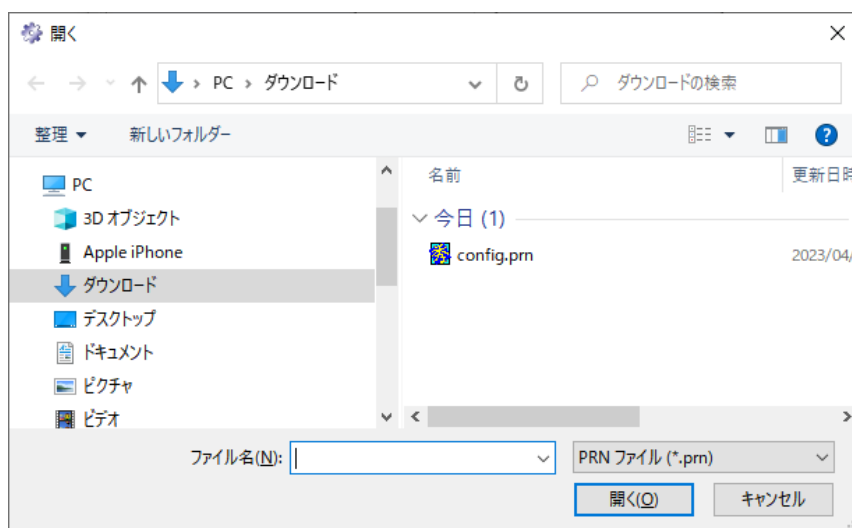 開く
PC › ダウンロード
ダウンロードの検索
整理
新しいフォルダー
PC
3D オブジェクト
Apple iPhone
ダウンロード
デスクトップ
ドキュメント
ピクチャ
ビデオ
名前
更新日時
今日 (1)
秀
config.prn
2023/04/
ファイル名(N):
PRN ファイル (*.prn)
開く(O)
キャンセル